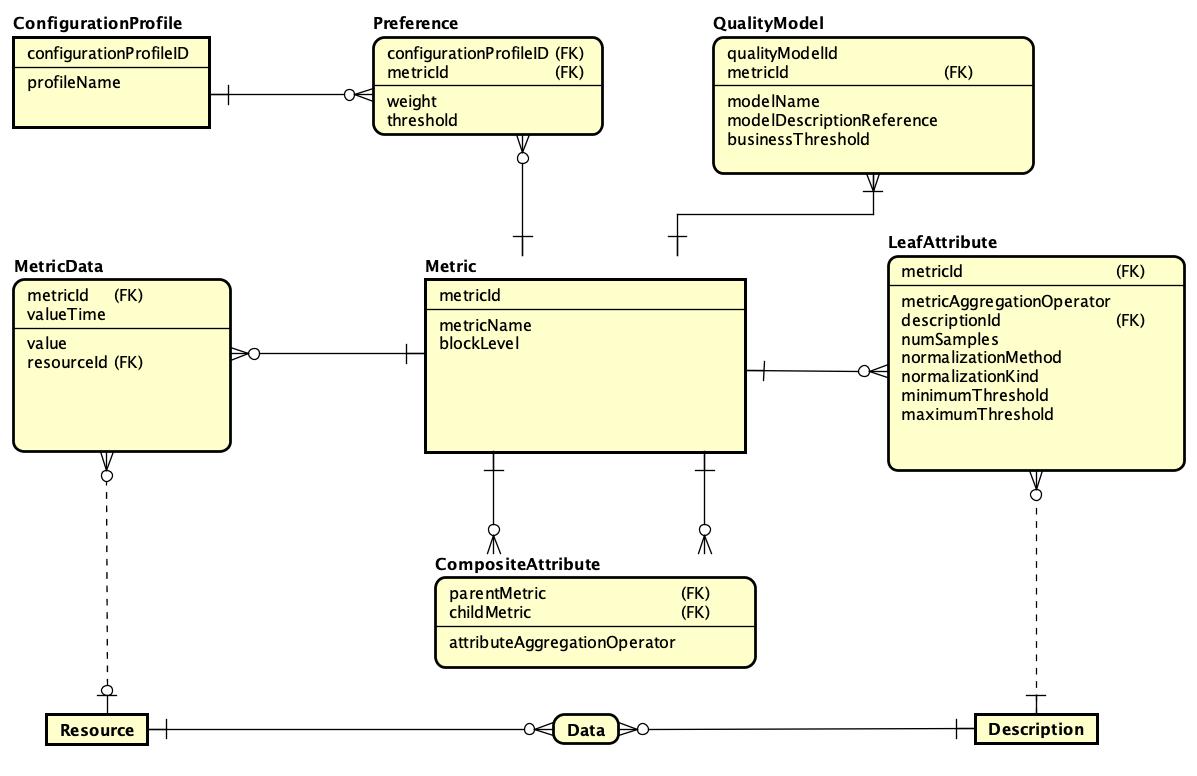 ConfigurationProfile
configurationProfileID
profileName
Preference
configurationProfileID (FK)
metricId (FK)
weight
threshold
QualityModel
qualityModelId
metricId (FK)
modelName
modelDescriptionReference
businessThreshold
MetricData
metricId (FK)
valueTime
value
resourceId (FK)
Metric
metricId
metricName
blockLevel
LeafAttribute
metricId (FK)
metricAggregationOperator
descriptionId (FK)
numSamples
normalizationMethod
normalizationKind
minimumThreshold
maximumThreshold
CompositeAttribute
parentMetric (FK)
childMetric (FK)
attributeAggregationOperator
Resource
Data
Description